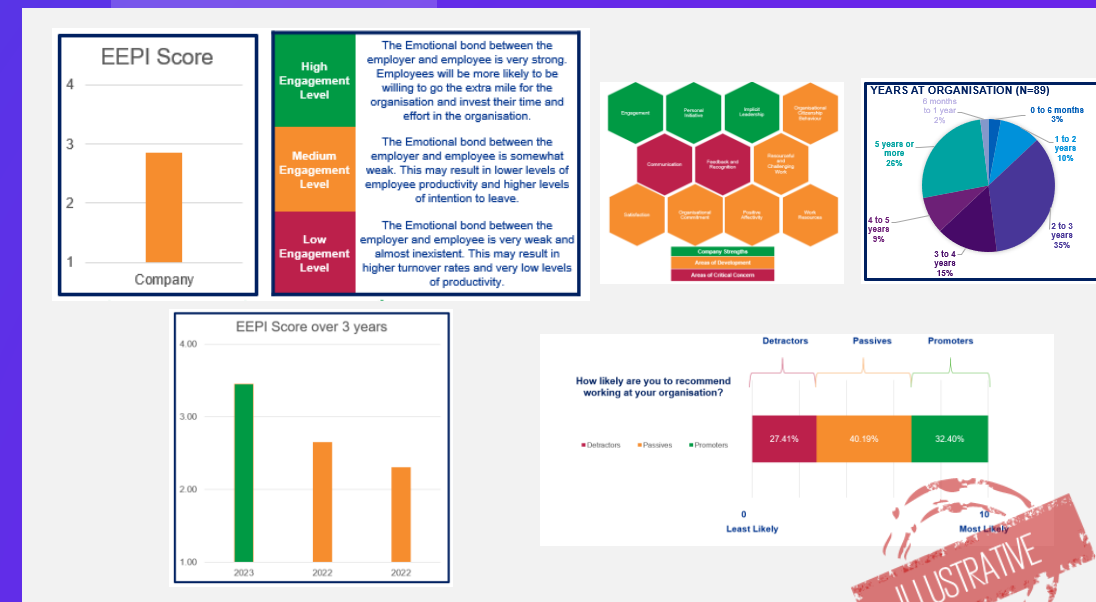 EEPI Score
4
3
2
1
Company
High
Engagement
Level
The Emotional bond between the
employer and employee is very strong.
Employees will be more likely to be
willing to go the extra mile for the
organisation and invest their time and
effort in the organisation.
Medium
Engagement
Level
The Emotional bond between the
employer and employee is somewhat
weak. This may result in lower levels of
employee productivity and higher levels
of intention to leave.
Low
Engagement
Level
The Emotional bond between the
employer and employee is very weak and
almost inexistent. This may result in
higher turnover rates and very low levels
of productivity.
Engagement
Personal
Initiative
Implicit
Leadership
Organisational
Citizenship
Behaviour
Communication
Feedback and
Recognition
Resourceful
and
Challenging
Work
Satisfaction
Organisational
Commitment
Positive
Affectivity
Work
Resources
Company Strengths
Areas of Development
Areas of Critical Concern
YEARS AT ORGANISATION (N=89)
6 months
to 1 year
2%
0 to 6 months
3%
1 to 2
years
10%
2 to 3
years
35%
3 to 4
years
15%
4 to 5
years
9%
5 years or
more
26%
EEPI Score over 3 years
4.00
3.00
2.00
1.00
2023
2022
2022
Detractors
Passives
Promoters
How likely are you to recommend
working at your organisation?
Detractors
Passives
Promoters
27.41%
40.19%
32.40%
0
10
Least Likely
Most Likely
ILLUSTRATIVE